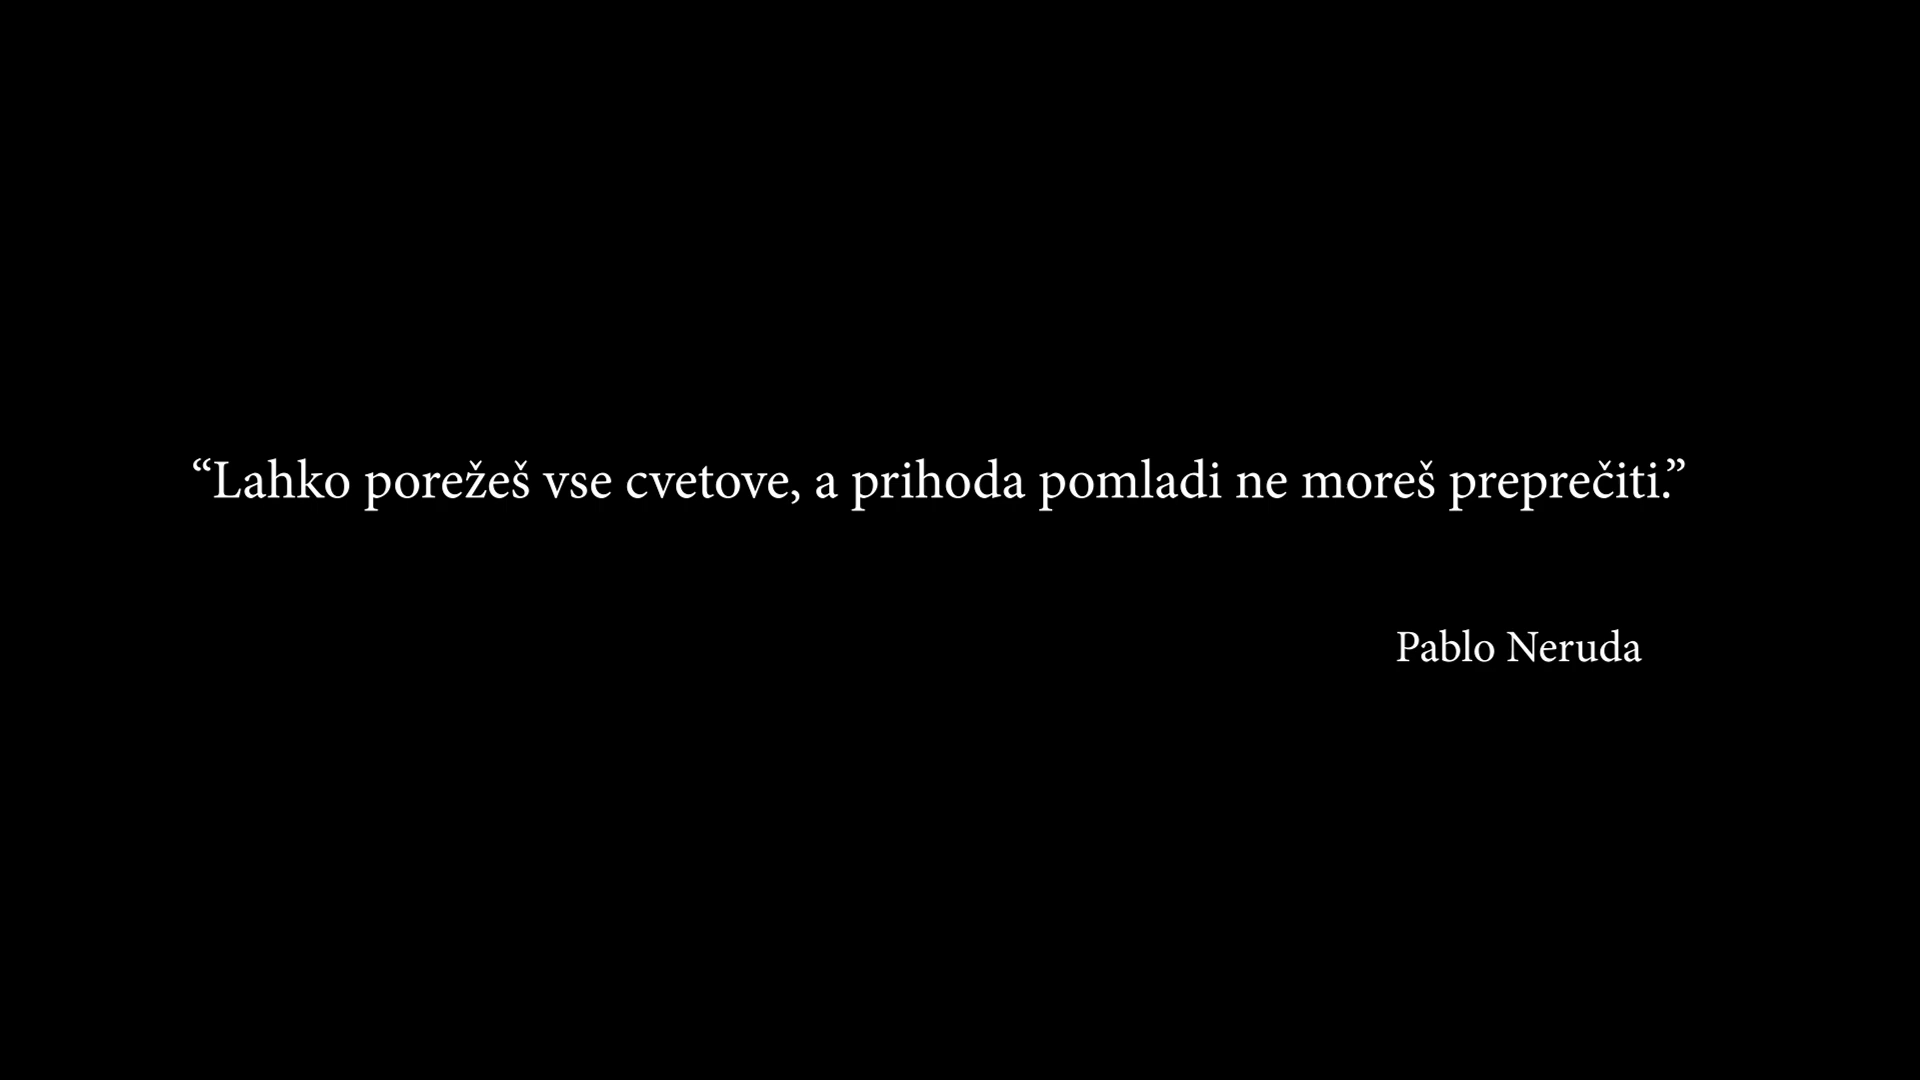 “Lahko porežeš vse cvetove, a prihoda pomladi ne moreš preprečiti.”
Pablo Neruda